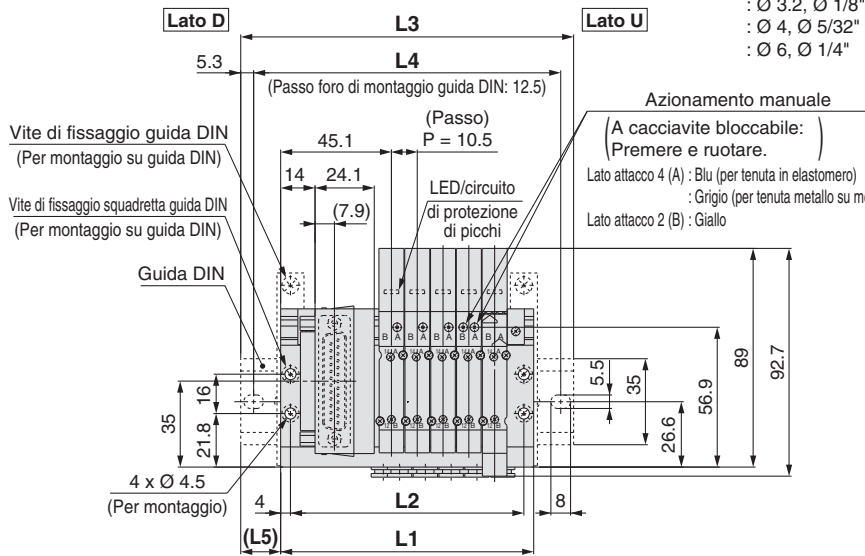 Lato D
L3
Lato U
: Ø 3.2, Ø 1/8"
: Ø 4, Ø 5/32"
: Ø 6, Ø 1/4"
5.3
L4
(Passo foro di montaggio guida DIN: 12.5)
Azionamento manuale
(A cacciavite bloccabile:
Premere e ruotare.)
Lato attacco 4 (A) : Blu (per tenuta in elastomero)
: Grigio (per tenuta metallo su
Lato attacco 2 (B) : Giallo
(Passo)
P = 10.5
45.1
14
24.1
(7.9)
LED/circuito
di protezione
di picchi
Vite di fissaggio guida DIN
(Per montaggio su guida DIN)
Vite di fissaggio squadretta guida DIN
(Per montaggio su guida DIN)
Guida DIN
B A B A B A B A B A
35
16
21.8
5.5
35
26.6
56.9
89
92.7
4 x Ø 4.5
(Per montaggio)
4
L2
8
(L5)
L1